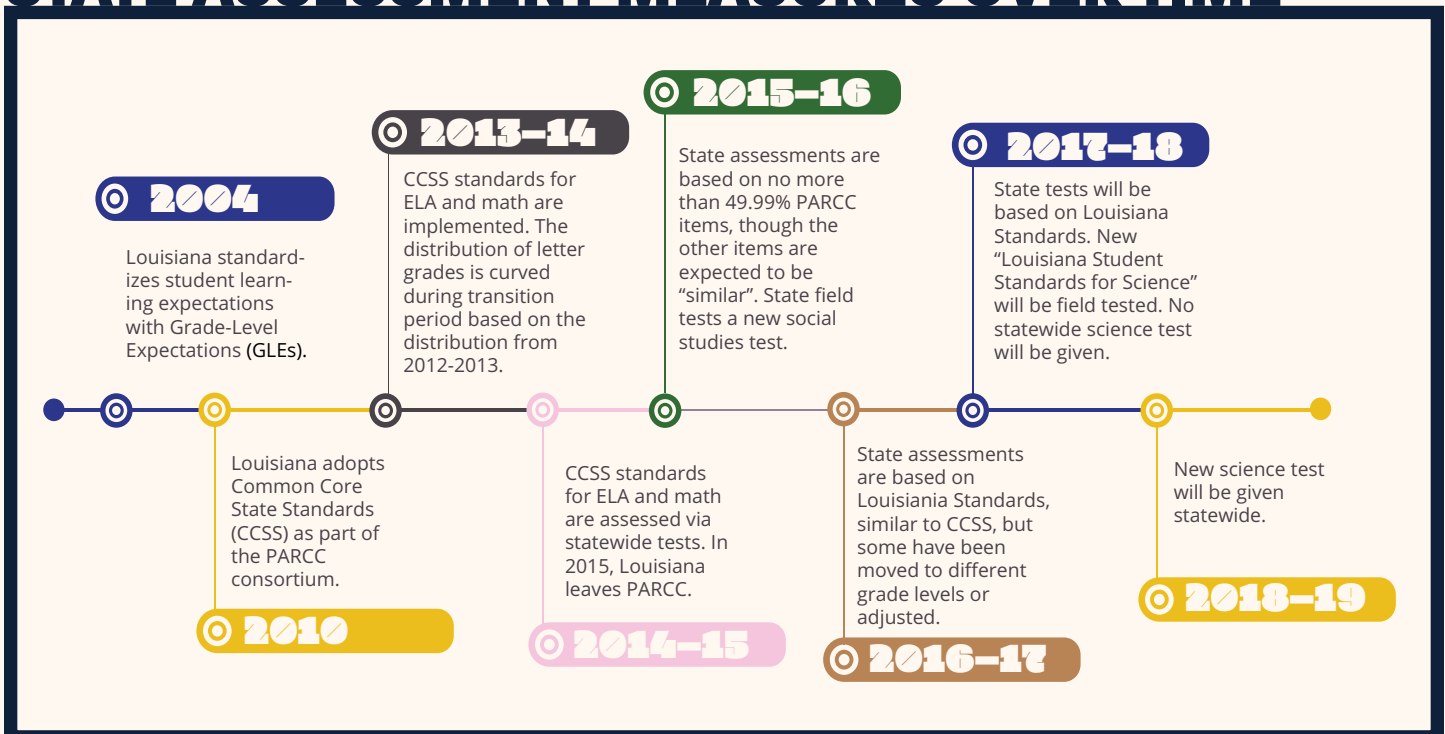 STATE ASSESSMENT MEASURES OVER TIME
2004
Louisiana standard-
izes student learn-
ing expectations
with Grade-Level
Expectations (GLEs).
2010
Louisiana adopts
Common Core
State Standards
(CCSS) as part of
the PARCC
consortium.
2013–14
CCSS standards for
ELA and math are
implemented. The
distribution of letter
grades is curved
during transition
period based on the
distribution from
2012-2013.
2014–15
CCSS standards
for ELA and math
are assessed via
statewide tests. In
2015, Louisiana
leaves PARCC.
2015–16
State assessments are
based on no more
than 49.99% PARCC
items, though the
other items are
expected to be
“similar”. State field
tests a new social
studies test.
2016–17
State assessments
are based on
Louisiania Standards,
similar to CCSS, but
some have been
moved to different
grade levels or
adjusted.
2017–18
State tests will be
based on Louisiana
Standards. New
“Louisiana Student
Standards for Science”
will be field tested. No
statewide science test
will be given.
2018–19
New science test
will be given
statewide.